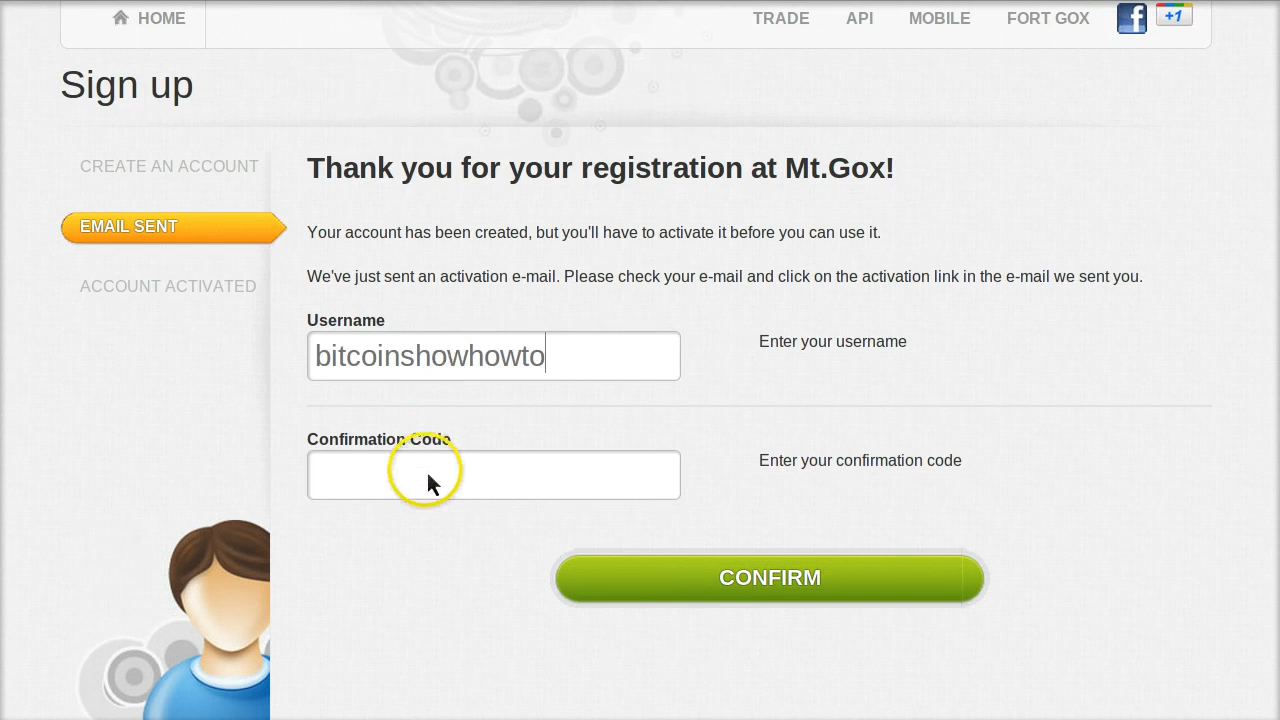 HOME
TRADE API MOBILE FORT GOX +1
Sign up
CREATE AN ACCOUNT
EMAIL SENT
ACCOUNT ACTIVATED
Thank you for your registration at Mt.Gox!
Your account has been created, but you'll have to activate it before you can use it.
We've just sent an activation e-mail. Please check your e-mail and click on the activation link in the e-mail we sent you.
Username
bitcoinshowhowto
Enter your username
Confirmation Code
Enter your confirmation code
CONFIRM